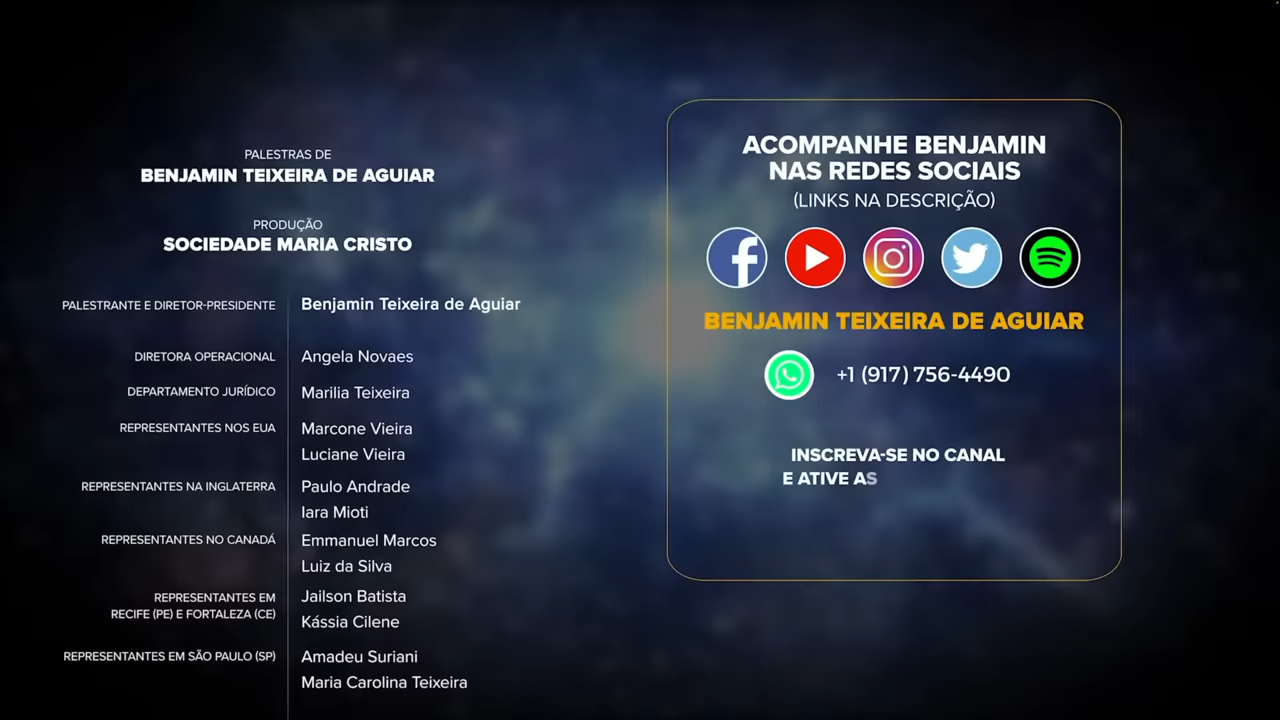 PALESTRAS DE
BENJAMIN TEIXEIRA DE AGUIAR
PRODUÇÃO
SOCIEDADE MARIA CRISTO
PALESTRANTE E DIRETOR-PRESIDENTE Benjamin Teixeira de Aguiar
DIRETORA OPERACIONAL Angela Novaes
DEPARTAMENTO JURÍDICO Marilia Teixeira
REPRESENTANTES NOS EUA Marcone Vieira
Luciane Vieira
REPRESENTANTES NA INGLATERRA Paulo Andrade
Iara Mioti
REPRESENTANTES NO CANADÁ Emmanuel Marcos
Luiz da Silva
REPRESENTANTES EM Jailson Batista
RECIFE (PE) E FORTALEZA (CE) Kássia Cilene
REPRESENTANTES EM SÃO PAULO (SP) Amadeu Suriani
Maria Carolina Teixeira
ACOMPANHE BENJAMIN
NAS REDES SOCIAIS
(LINKS NA DESCRIÇÃO)
BENJAMIN TEIXEIRA DE AGUIAR
+1 (917) 756-4490
INSCREVA-SE NO CANAL
E ATIVE AS